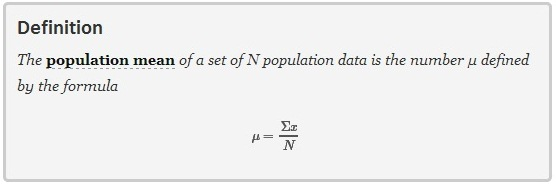 Definition
The population mean of a set of N population data is the number μ defined
by the formula
μ = Σx / N